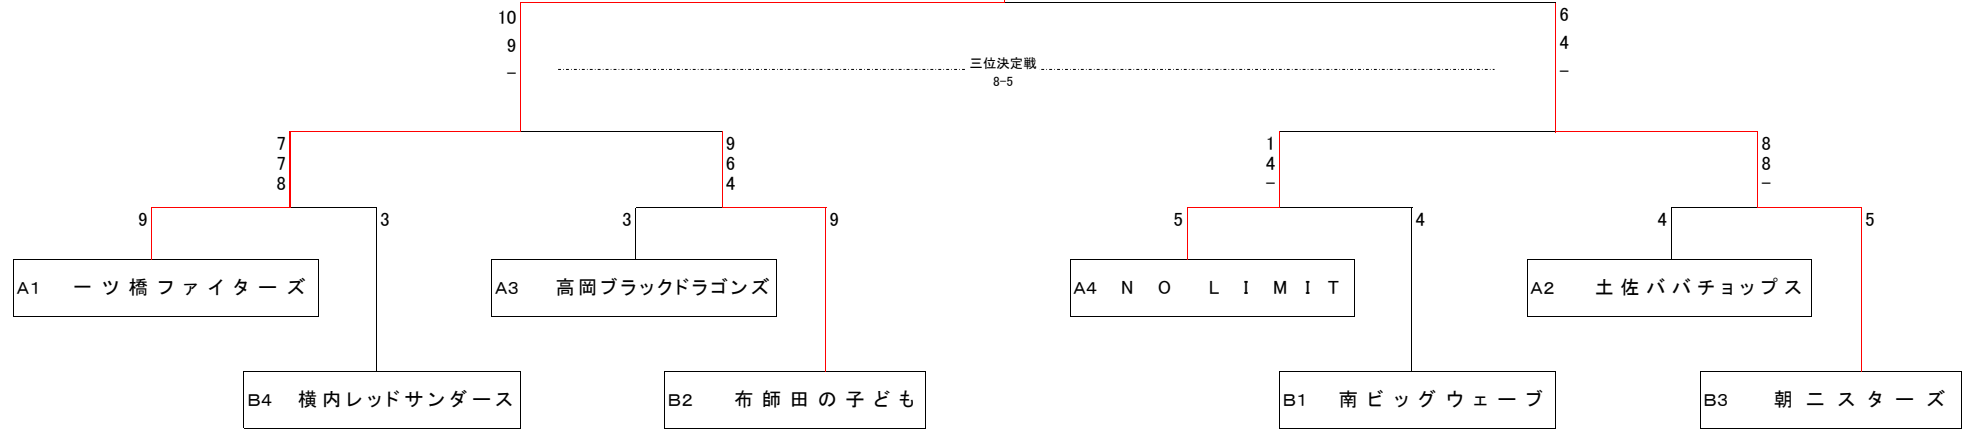 10 6
9 4
− −
三位決定戦
8−5
7 9 1 8
7 6 4 8
8 4 − −
9 3 3 9 5 4 4 5
A1 一ツ橋ファイターズ
A3 高岡ブラックドラゴンズ
A4 ＮＯ ＬＩＭＩＴ
A2 土佐ババチョップス
B4 横内レッドサンダース
B2 布師田の子ども
B1 南ビッグウェーブ
B3 朝ニスターズ